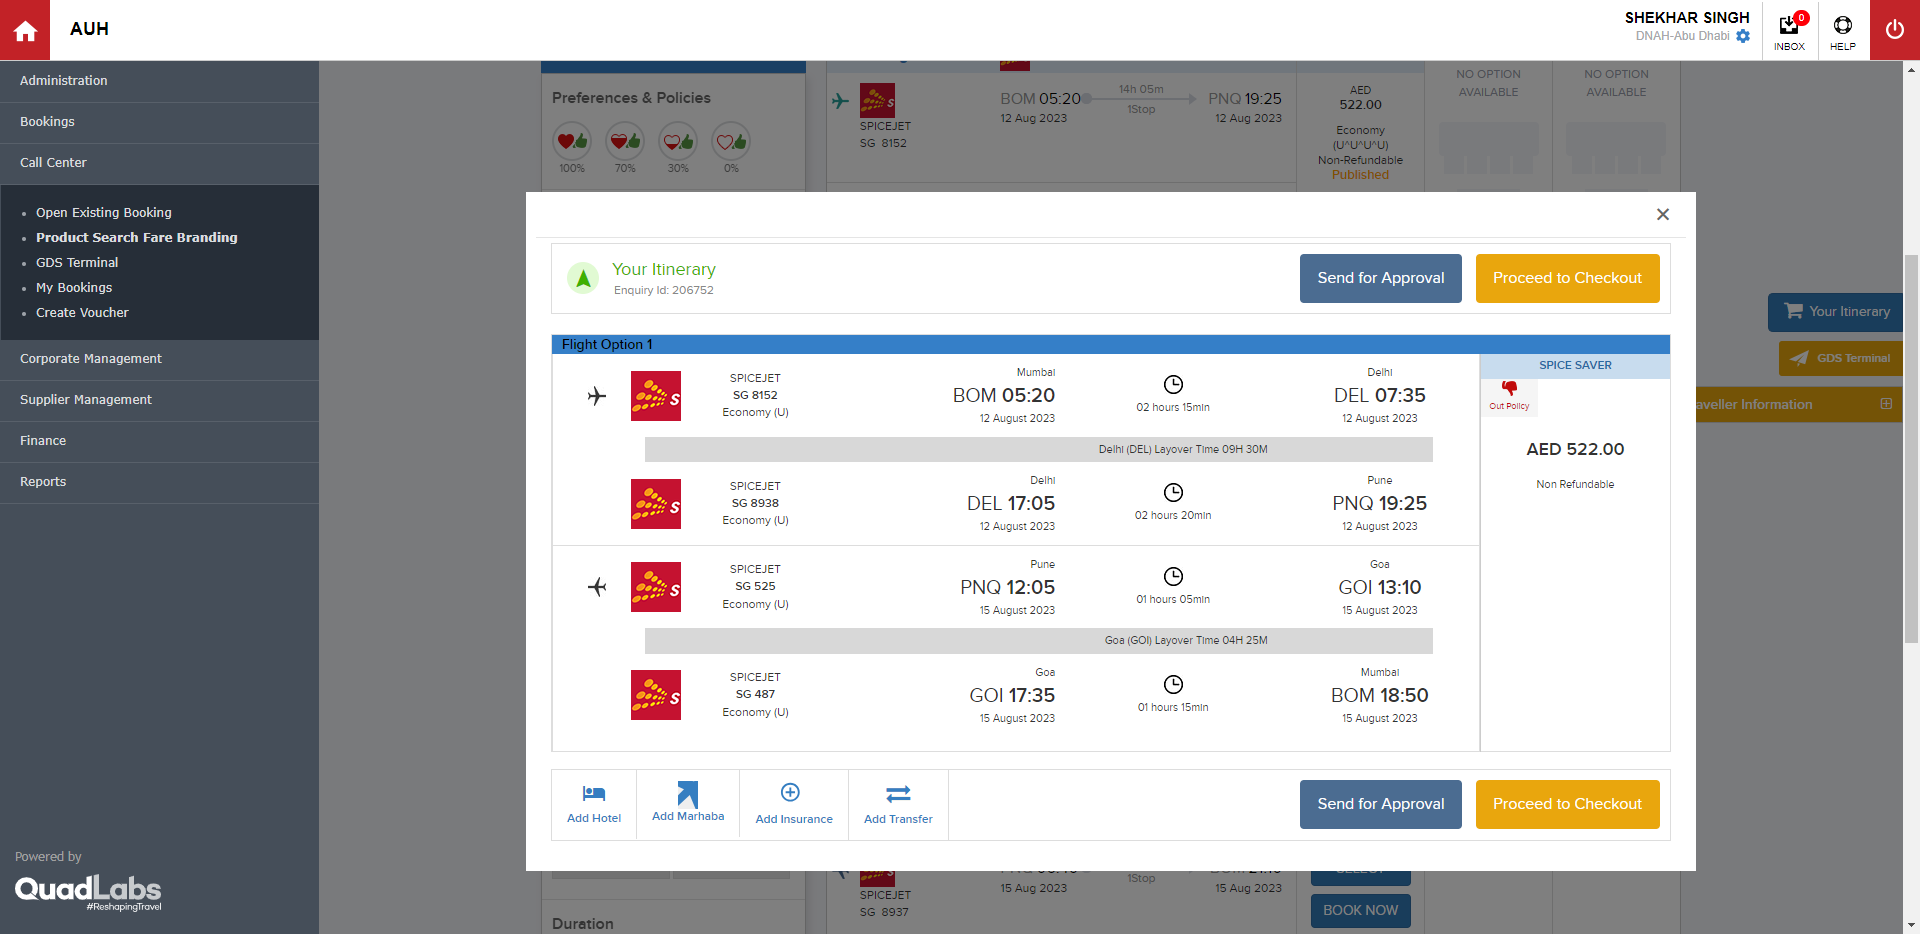 AUH
SHEKHAR SINGH
DNAH-Abu Dhabi
0
INBOX
HELP
Administration
Bookings
Call Center
Open Existing Booking
Product Search Fare Branding
GDS Terminal
My Bookings
Create Voucher
Corporate Management
Supplier Management
Finance
Reports
Powered by
QuadLabs
#ReshapingTravel
Preferences & Policies
100%
70%
30%
0%
SPICEJET
SG 8152
BOM 05:20
12 Aug 2023
14h 05m
1Stop
PNQ 19:25
12 Aug 2023
AED
522.00
Economy
(U^U^U^U)
Non-Refundable
Published
NO OPTION
AVAILABLE
NO OPTION
AVAILABLE
Your Itinerary
GDS Terminal
aveller Information
Your Itinerary
Enquiry Id: 206752
Send for Approval
Proceed to Checkout
Flight Option 1
SPICEJET
SG 8152
Economy (U)
Mumbai
BOM 05:20
12 August 2023
02 hours 15min
Delhi
DEL 07:35
12 August 2023
Delhi (DEL) Layover Time 09H 30M
SPICEJET
SG 8938
Economy (U)
Delhi
DEL 17:05
12 August 2023
02 hours 20min
Pune
PNQ 19:25
12 August 2023
SPICEJET
SG 525
Economy (U)
Pune
PNQ 12:05
15 August 2023
01 hours 05min
Goa
GOI 13:10
15 August 2023
Goa (GOI) Layover Time 04H 25M
SPICEJET
SG 487
Economy (U)
Goa
GOI 17:35
15 August 2023
01 hours 15min
Mumbai
BOM 18:50
15 August 2023
SPICE SAVER
Out Policy
AED 522.00
Non Refundable
Add Hotel
Add Marhaba
Add Insurance
Add Transfer
Send for Approval
Proceed to Checkout
SPICEJET
SG 8937
15 Aug 2023
1Stop
15 Aug 2023
SELECT
BOOK NOW
Duration